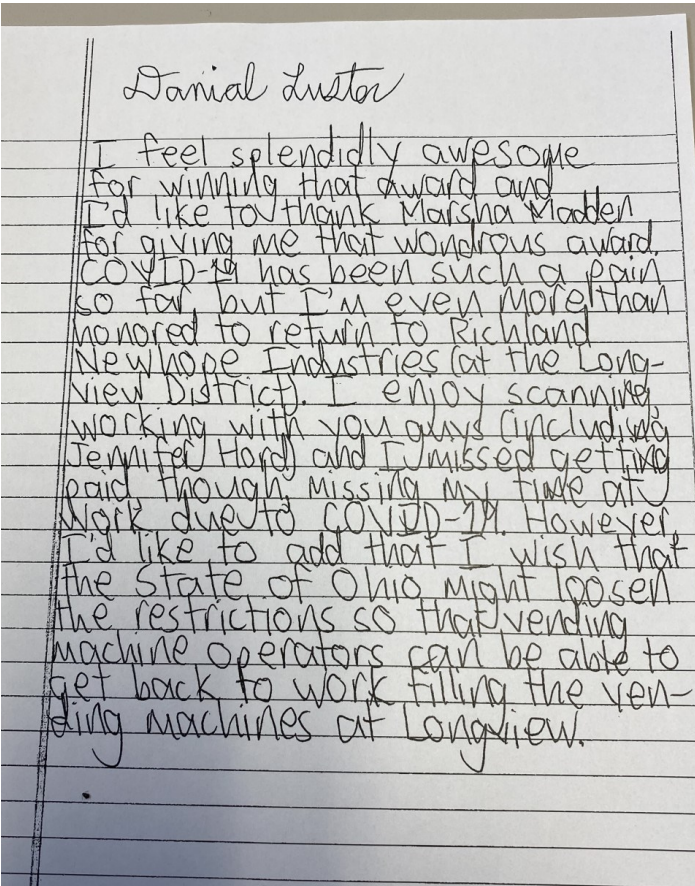 Danial Luster
I feel splendidly awesome
for winning that award and
I'd like to thank Marsha Madden
for giving me that wondrous award.
COVID-19 has been such a pain
so far but I'm even more than
honored to return to Richland
Newhope Industries (at the Long-
view District). I enjoy scanning,
working with you guys (including
Jennifer Hord) and I missed getting
paid though, missing my time at
work due to COVID-19. However,
I'd like to add that I wish that
the State of Ohio might loosen
the restrictions so that vending
machine operators can be able to
get back to work filling the ven-
ding machines at Longview.